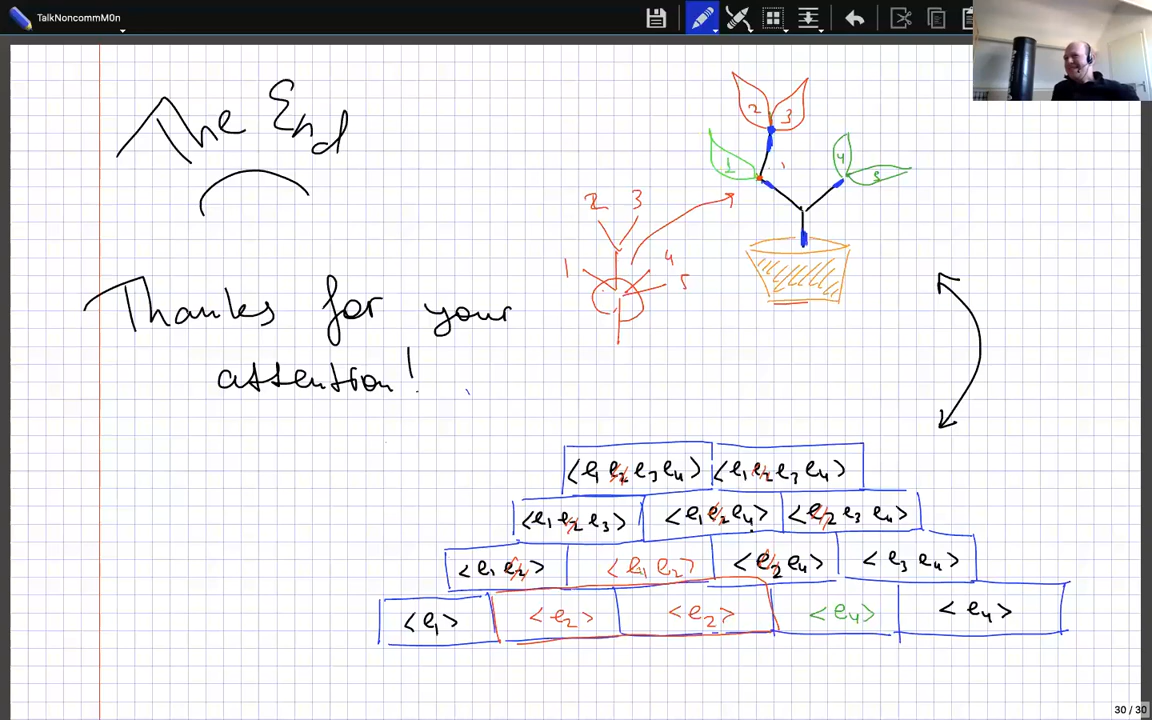 TalkNoncommM0n
The End
Thanks for your
attention!
2 3
1 4 5
1 2 3 4 5
<e1 e2 e3 e4> <e1 e2 e3 e4>
<e1 e2 e3> <e1 e2 e4> <e2 e3 e4>
<e1 e2> <e1 e2> <e2 e4> <e3 e4>
<e1> <e2> <e2> <e4> <e4>
30 / 30